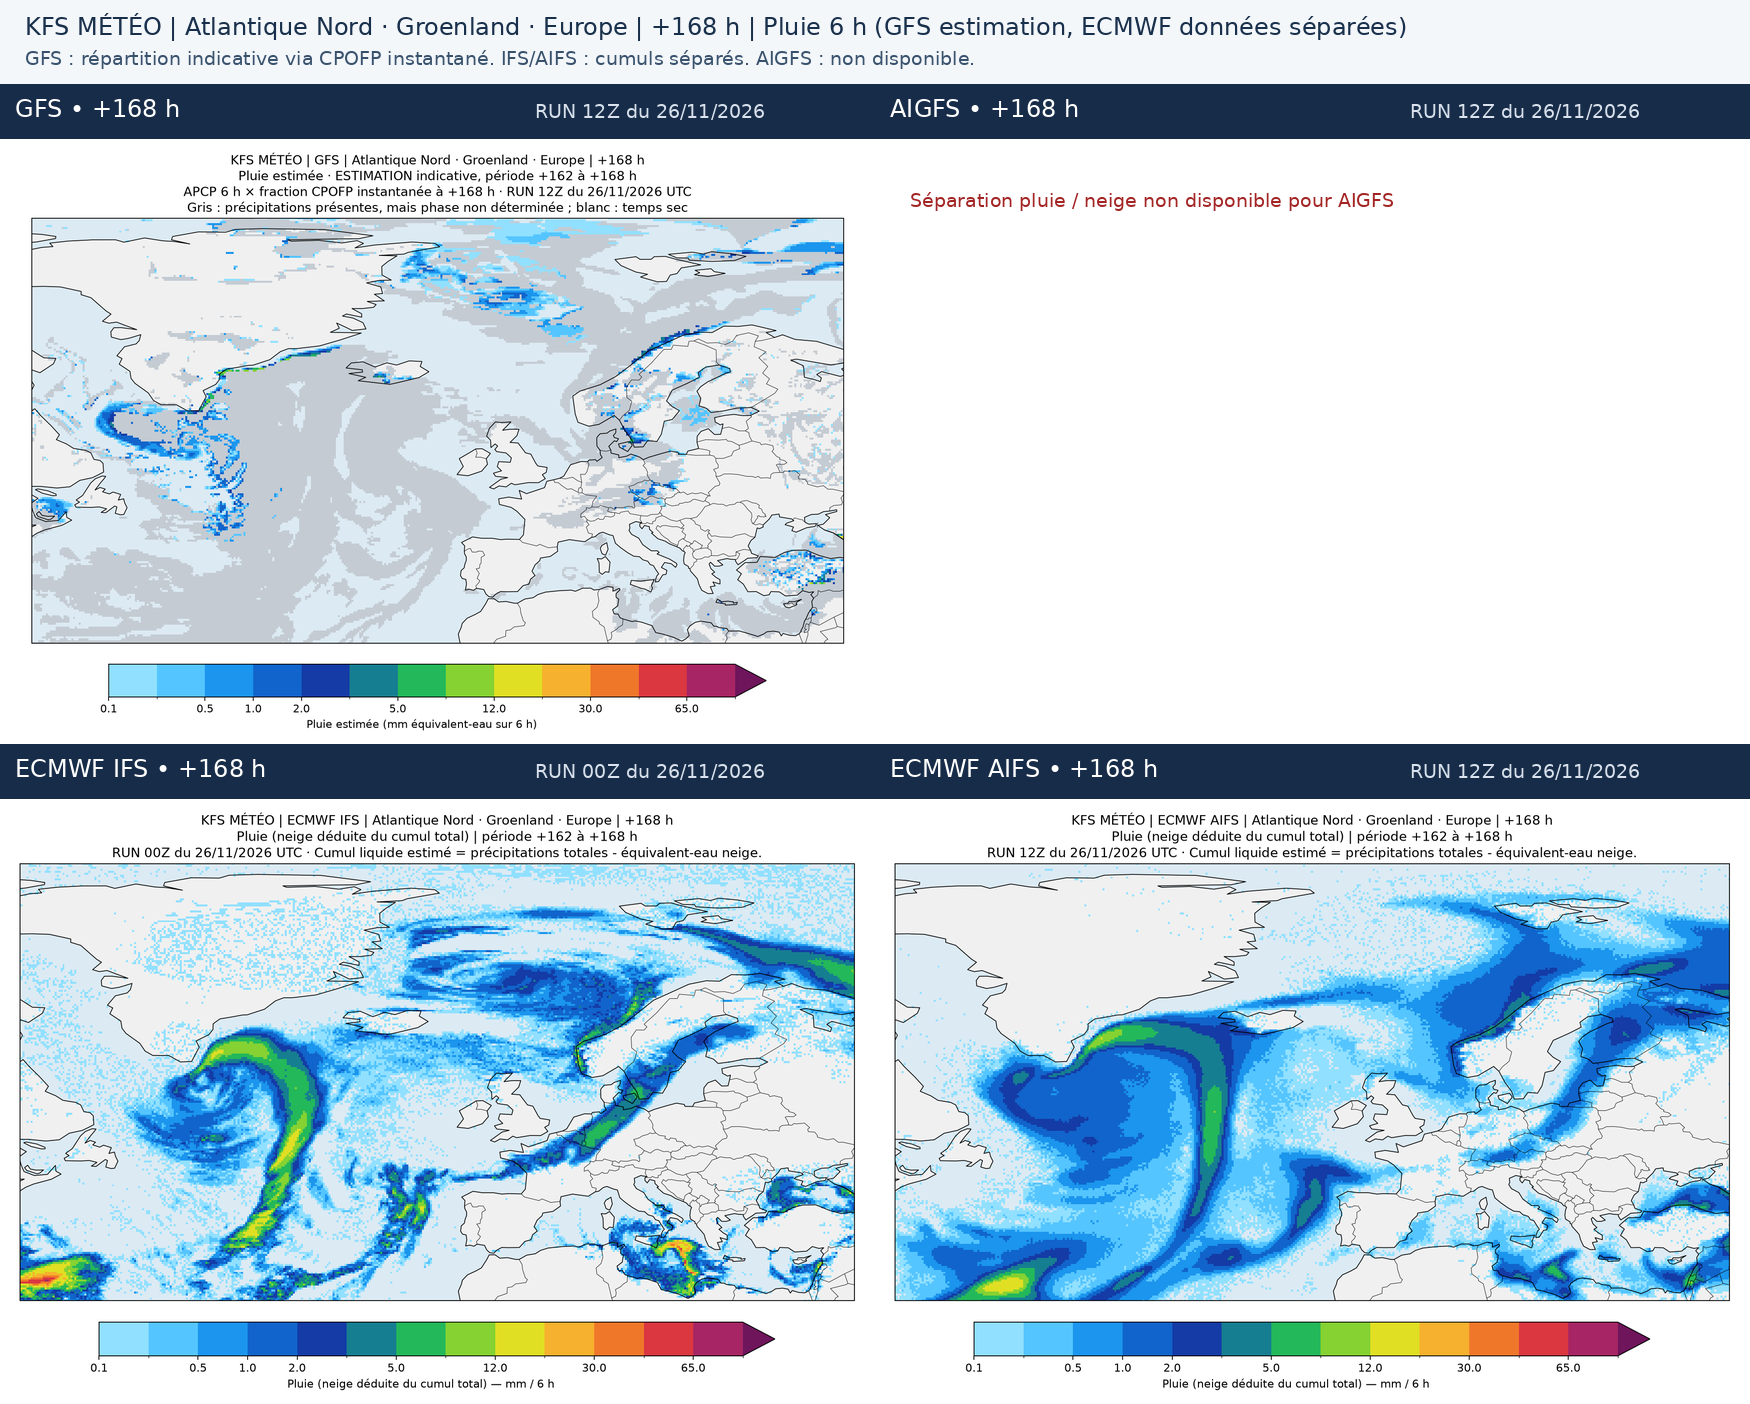 KFS MÉTÉO | Atlantique Nord · Groenland · Europe | +168 h | Pluie 6 h (GFS estimation, ECMWF données séparées)
GFS : répartition indicative via CPOFP instantané. IFS/AIFS : cumuls séparés. AIGFS : non disponible.
GFS • +168 h
RUN 12Z du 26/11/2026
AIGFS • +168 h
RUN 12Z du 26/11/2026
KFS MÉTÉO | GFS | Atlantique Nord · Groenland · Europe | +168 h
Pluie estimée · ESTIMATION indicative, période +162 à +168 h
APCP 6 h × fraction CPOFP instantanée à +168 h · RUN 12Z du 26/11/2026 UTC
Gris : précipitations présentes, mais phase non déterminée ; blanc : temps sec
Séparation pluie / neige non disponible pour AIGFS
0.1 0.5 1.0 2.0 5.0 12.0 30.0 65.0
Pluie estimée (mm équivalent-eau sur 6 h)
ECMWF IFS • +168 h
RUN 00Z du 26/11/2026
ECMWF AIFS • +168 h
RUN 12Z du 26/11/2026
KFS MÉTÉO | ECMWF IFS | Atlantique Nord · Groenland · Europe | +168 h
Pluie (neige déduite du cumul total) | période +162 à +168 h
RUN 00Z du 26/11/2026 UTC · Cumul liquide estimé = précipitations totales - équivalent-eau neige.
KFS MÉTÉO | ECMWF AIFS | Atlantique Nord · Groenland · Europe | +168 h
Pluie (neige déduite du cumul total) | période +162 à +168 h
RUN 12Z du 26/11/2026 UTC · Cumul liquide estimé = précipitations totales - équivalent-eau neige.
0.1 0.5 1.0 2.0 5.0 12.0 30.0 65.0
Pluie (neige déduite du cumul total) — mm / 6 h
0.1 0.5 1.0 2.0 5.0 12.0 30.0 65.0
Pluie (neige déduite du cumul total) — mm / 6 h